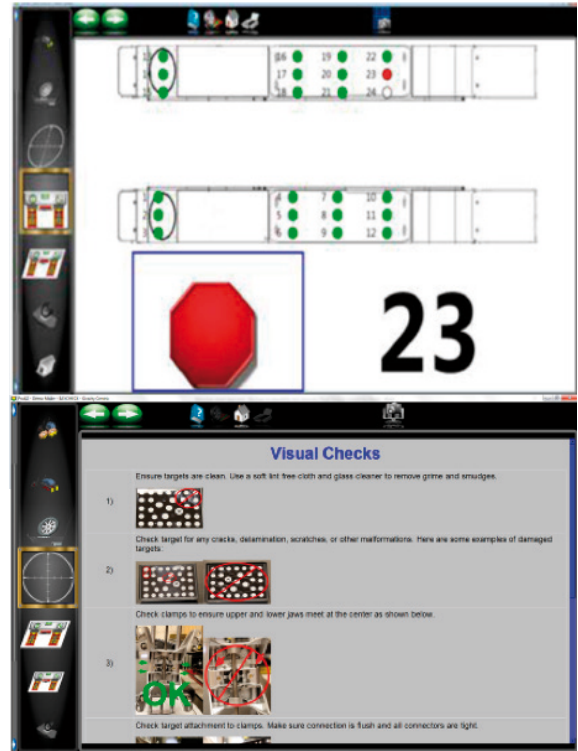 16 19 22
17 20 23
18 21 24
4 7 10
2 5 8 11
3 6 9 12
23
Visual Checks
Ensure targets are clean. Use a soft lint free cloth and glass cleaner to remove grime and smudges.
1)
Check target for any cracks, delamination, scratches, or other malformations. Here are some examples of damaged
targets:
2)
Check clamps to ensure upper and lower jaws meet at the center as shown below.
3)
OK
Check target attachment to clamps. Make sure connection is flush and all connectors are tight.